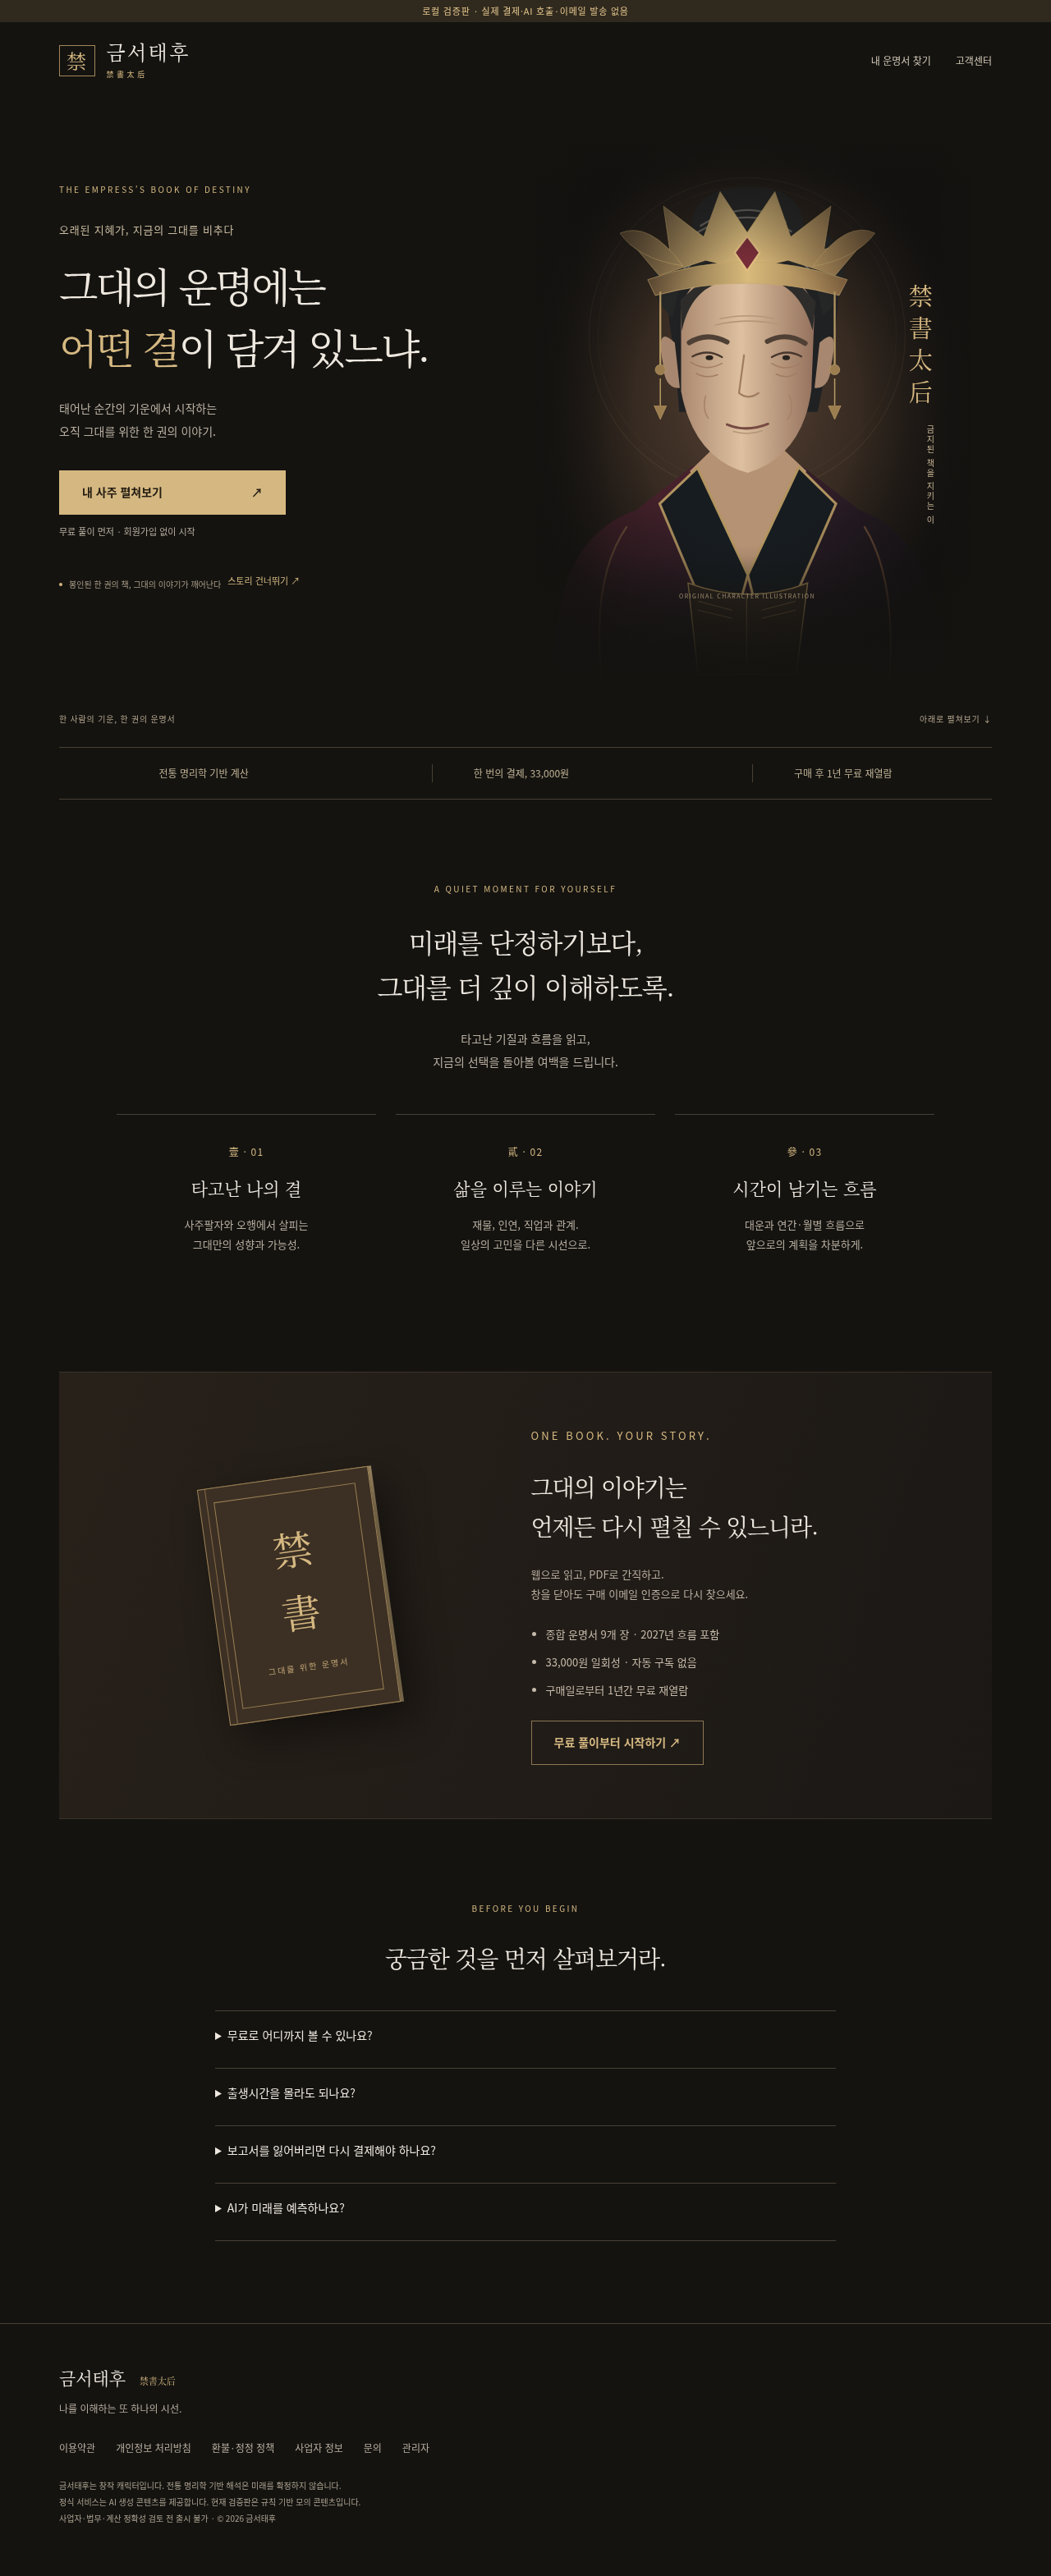 로컬 검증판 · 실제 결제·AI 호출·이메일 발송 없음
禁
금서태후
禁書太后
내 운명서 찾기
고객센터
THE EMPRESS'S BOOK OF DESTINY
오래된 지혜가, 지금의 그대를 비추다
그대의 운명에는
어떤 결이 담겨 있느냐.
태어난 순간의 기운에서 시작하는
오직 그대를 위한 한 권의 이야기.
내 사주 펼쳐보기 ↗
무료 풀이 먼저 · 회원가입 없이 시작
• 봉인된 한 권의 책, 그대의 이야기가 깨어난다 스토리 건너뛰기 ↗
禁書太后
금지된 책을 지키는 이
ORIGINAL CHARACTER ILLUSTRATION
한 사람의 기운, 한 권의 운명서
아래로 펼쳐보기 ↓
전통 명리학 기반 계산
한 번의 결제, 33,000원
구매 후 1년 무료 재열람
A QUIET MOMENT FOR YOURSELF
미래를 단정하기보다,
그대를 더 깊이 이해하도록.
타고난 기질과 흐름을 읽고,
지금의 선택을 돌아볼 여백을 드립니다.
壹 · 01
타고난 나의 결
사주팔자와 오행에서 살피는
그대만의 성향과 가능성.
貳 · 02
삶을 이루는 이야기
재물, 인연, 직업과 관계.
일상의 고민을 다른 시선으로.
參 · 03
시간이 남기는 흐름
대운과 연간·월별 흐름으로
앞으로의 계획을 차분하게.
禁
書
그대를 위한 운명서
ONE BOOK. YOUR STORY.
그대의 이야기는
언제든 다시 펼칠 수 있느니라.
웹으로 읽고, PDF로 간직하고.
창을 닫아도 구매 이메일 인증으로 다시 찾으세요.
• 종합 운명서 9개 장 · 2027년 흐름 포함
• 33,000원 일회성 · 자동 구독 없음
• 구매일로부터 1년간 무료 재열람
무료 풀이부터 시작하기 ↗
BEFORE YOU BEGIN
궁금한 것을 먼저 살펴보거라.
▶ 무료로 어디까지 볼 수 있나요?
▶ 출생시간을 몰라도 되나요?
▶ 보고서를 잃어버리면 다시 결제해야 하나요?
▶ AI가 미래를 예측하나요?
금서태후 禁書太后
나를 이해하는 또 하나의 시선.
이용약관 개인정보 처리방침 환불·정정 정책 사업자 정보 문의 관리자
금서태후는 창작 캐릭터입니다. 전통 명리학 기반 해석은 미래를 확정하지 않습니다.
정식 서비스는 AI 생성 콘텐츠를 제공합니다. 현재 검증판은 규칙 기반 모의 콘텐츠입니다.
사업자·법무·계산 정확성 검토 전 출시 불가 · © 2026 금서태후